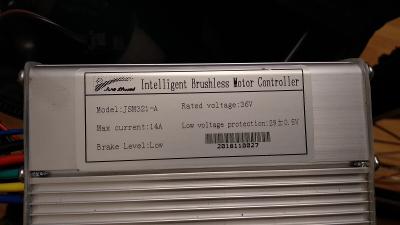 Intelligent Brushless Motor Controller
Model:JSM321-A Rated voltage:36V
Max current:14A Low voltage protection:29±0.5V
Brake Level:Low 2018110027